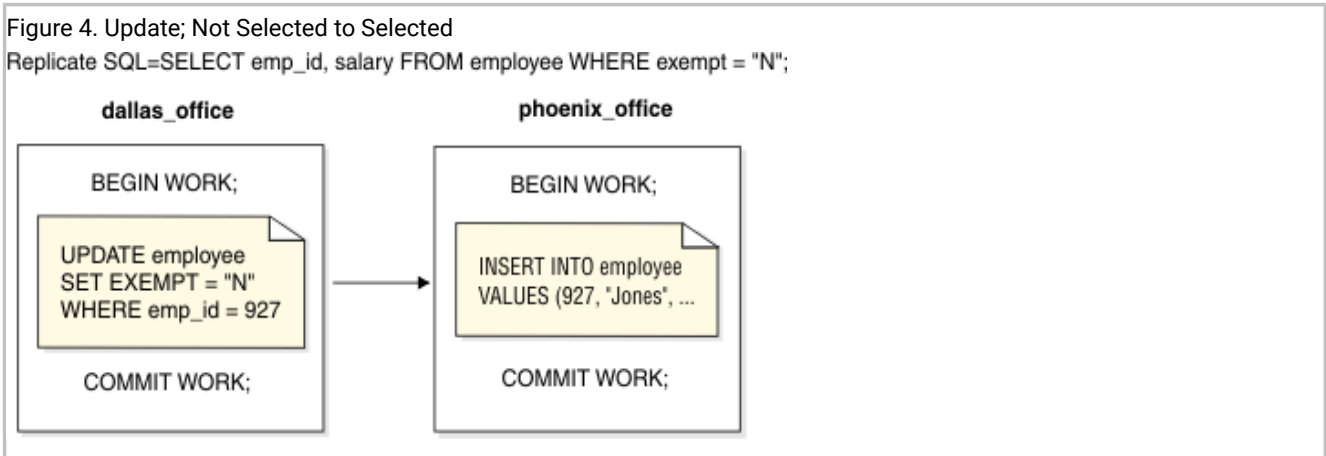 Figure 4. Update; Not Selected to Selected
Replicate SQL=SELECT emp_id, salary FROM employee WHERE exempt = "N";
dallas_office
BEGIN WORK;
UPDATE employee
SET EXEMPT = "N"
WHERE emp_id = 927
COMMIT WORK;
phoenix_office
BEGIN WORK;
INSERT INTO employee
VALUES (927, "Jones", ...
COMMIT WORK;